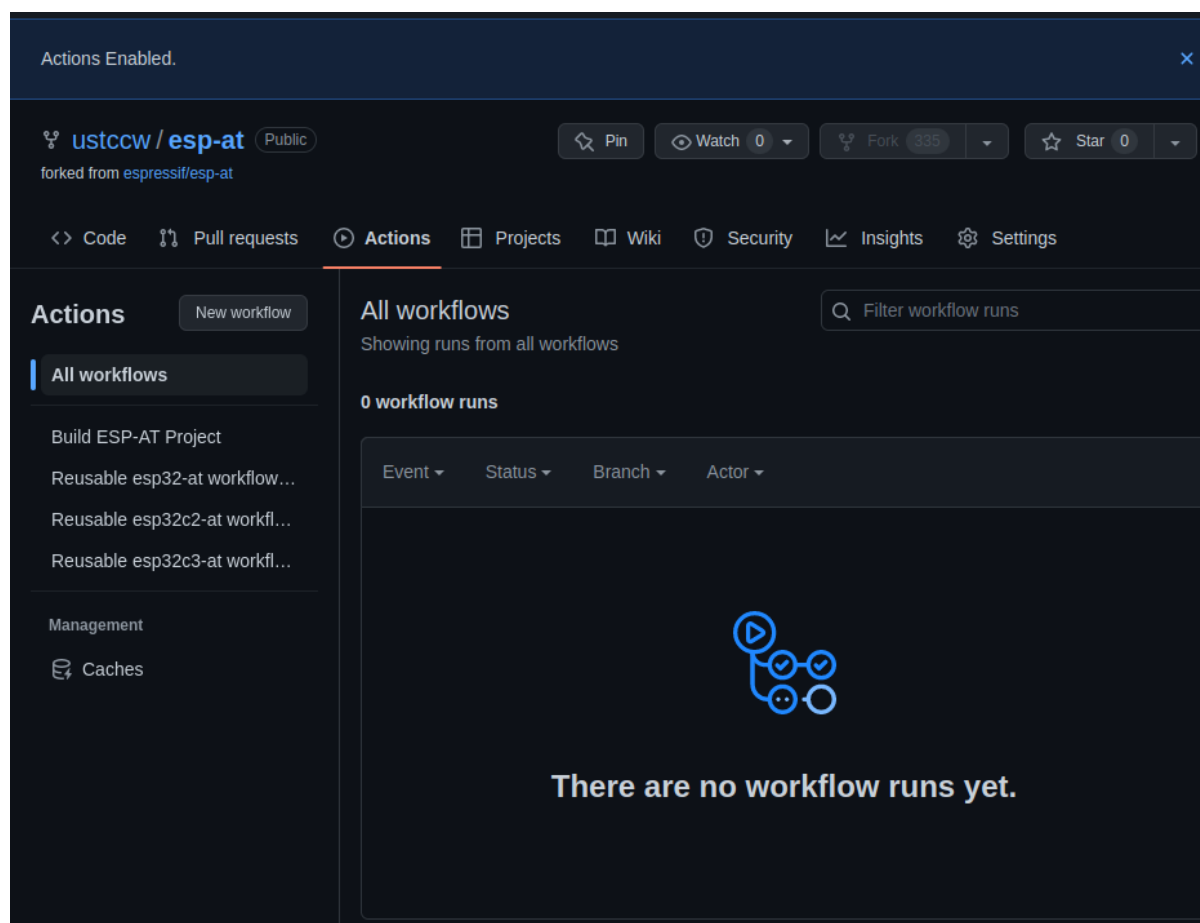 Actions Enabled.
ustccw / esp-at Public
Pin
Watch 0
Fork 335
Star 0
forked from espressif/esp-at
Code
Pull requests
Actions
Projects
Wiki
Security
Insights
Settings
Actions
New workflow
All workflows
Build ESP-AT Project
Reusable esp32-at workflow…
Reusable esp32c2-at workfl…
Reusable esp32c3-at workfl…
Management
Caches
All workflows
Showing runs from all workflows
Filter workflow runs
0 workflow runs
Event
Status
Branch
Actor
There are no workflow runs yet.